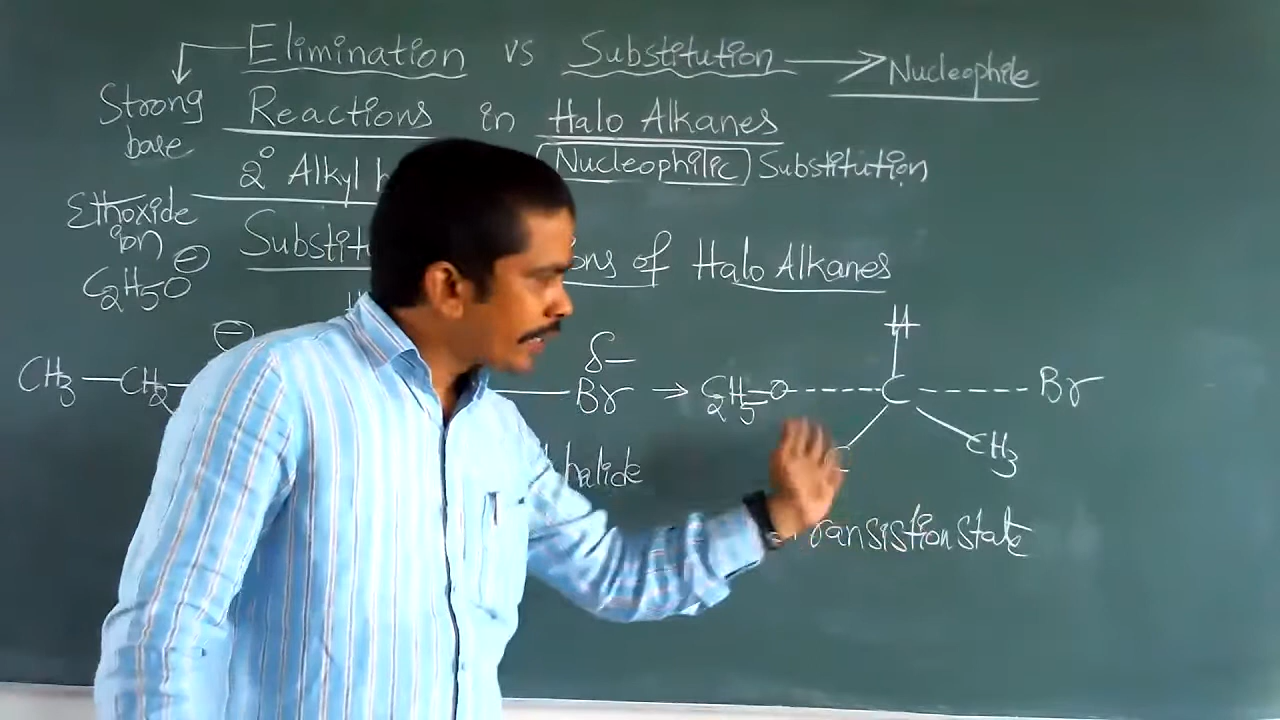 Elimination vs Substitution → Nucleophile
Strong Reactions in Halo Alkanes
base
2° Alkyl h Nucleophilic Substitution
Ethoxide
ion
Substit ons of Halo Alkanes
C2H5O ⊖
H
⊖ δ–
CH3 — CH2 Br → C2H5–O ----- C ----- Br
CH3
halide
ransistion state